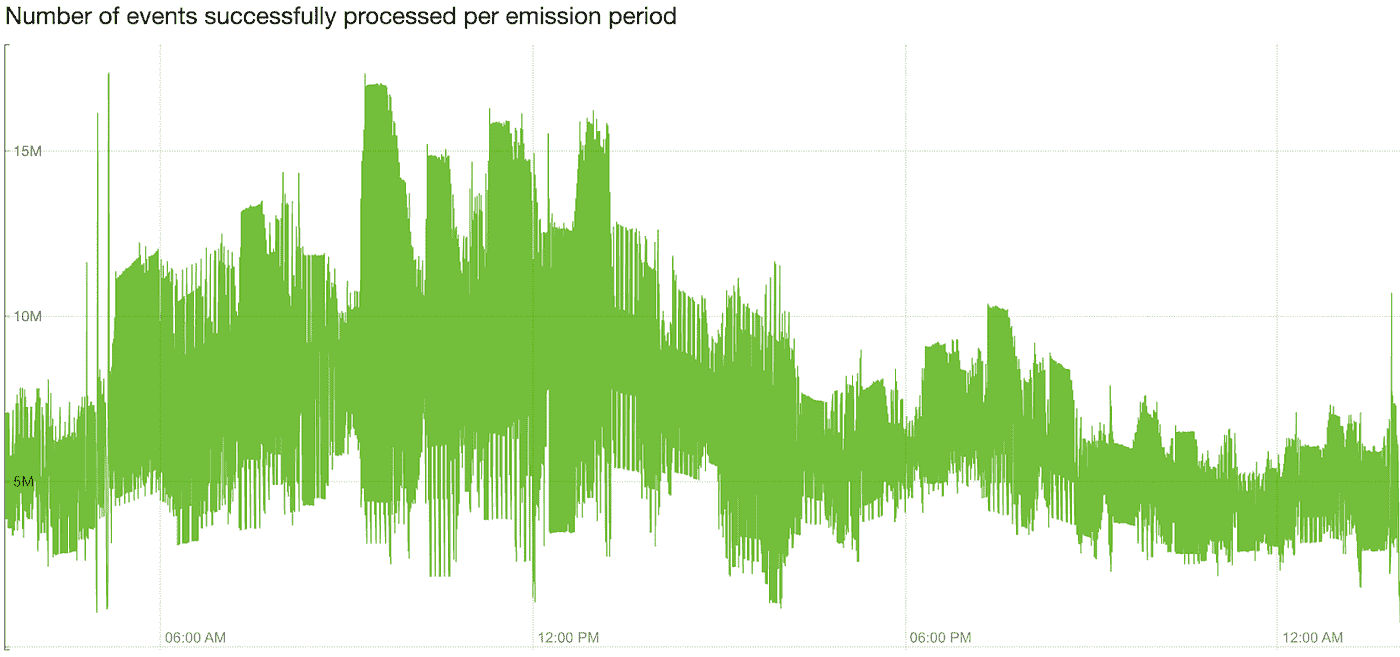 Number of events successfully processed per emission period
15M
10M
5M
06:00 AM
12:00 PM
06:00 PM
12:00 AM